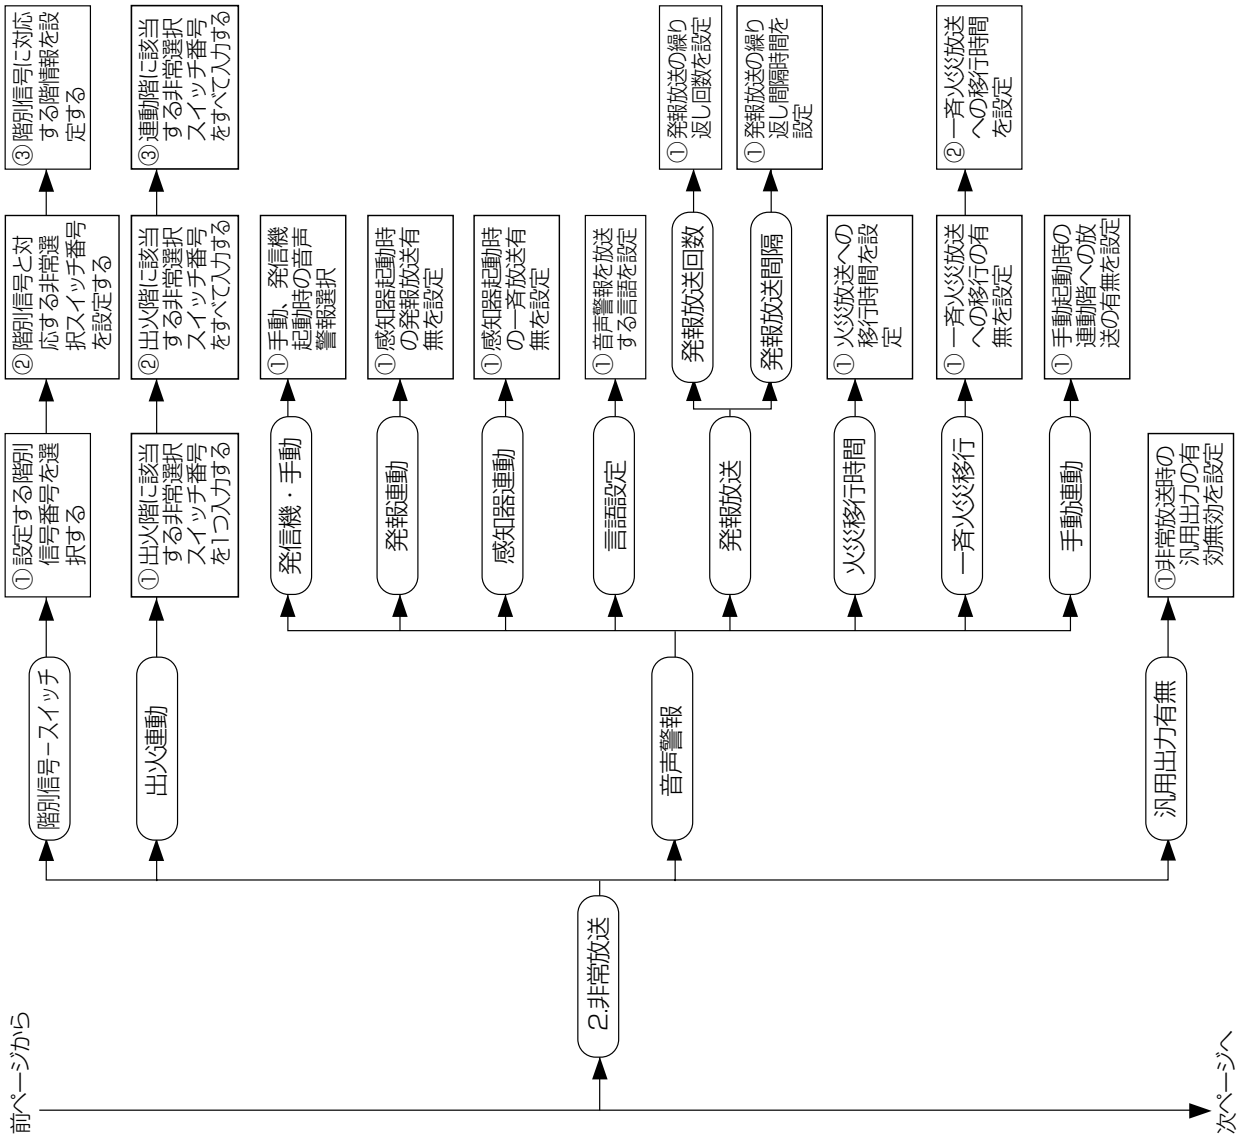 前ページから
2.非常放送
階別信号－スイッチ
①設定する階別
信号番号を選
択する
②階別信号と対
応する非常選
択スイッチ番号
を設定する
③階別信号に対応
する階情報を設
定する
出火連動
①出火階に該当
する非常選択
スイッチ番号
を1つ入力する
②出火階に該当
する非常選択
スイッチ番号
をすべて入力する
③連動階に該当
する非常選択
スイッチ番号
をすべて入力する
音声警報
発信機・手動
①手動、発信機
起動時の音声
警報選択
発報連動
①感知器起動時
の発報放送有
無を設定
感知器連動
①感知器起動時
の一斉放送有
無を設定
言語設定
①音声警報を放送
する言語を設定
発報放送
発報放送回数
①発報放送の繰り
返し回数を設定
発報放送間隔
①発報放送の繰り
返し間隔時間を
設定
火災移行時間
①火災放送への
移行時間を設
定
一斉火災移行
①一斉火災放送
への移行の有
無を設定
②一斉火災放送
への移行時間
を設定
手動連動
①手動起動時の
連動階への放
送の有無を設定
汎用出力有無
①非常放送時の
汎用出力の有
効無効を設定
次ページへ